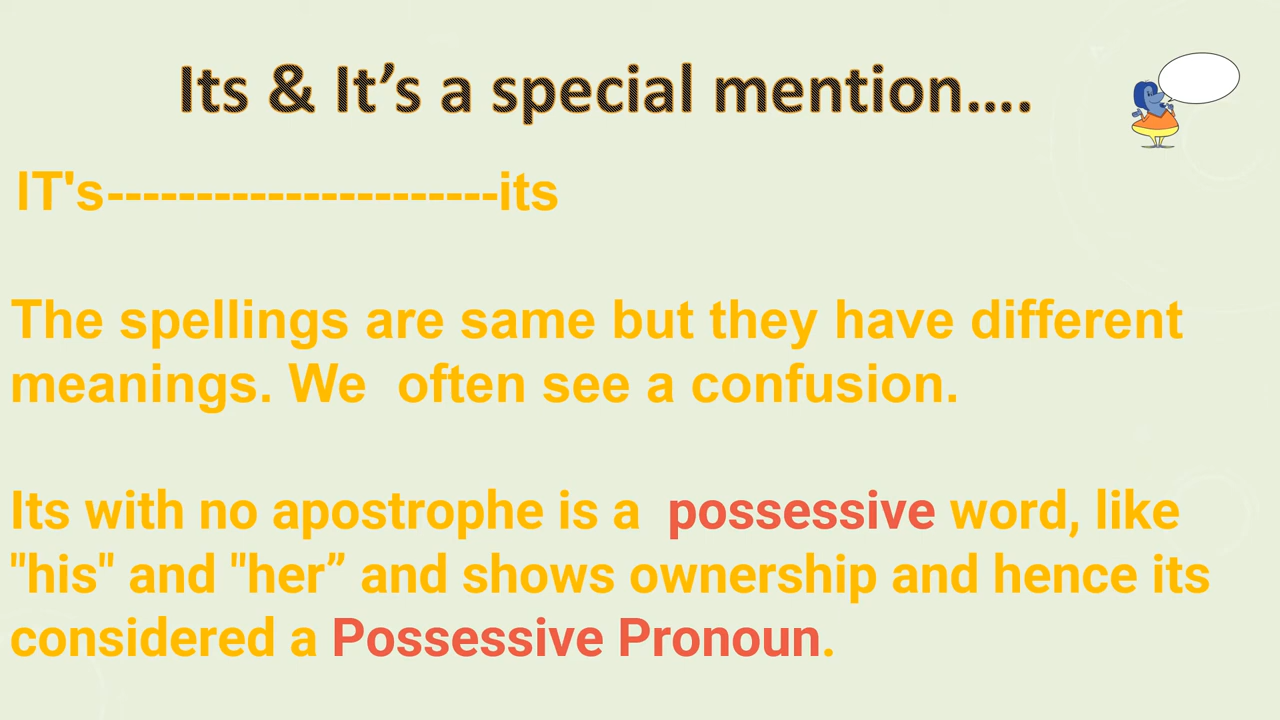 Its & It’s a special mention....
IT's----------------------its
The spellings are same but they have different
meanings. We  often see a confusion.
Its with no apostrophe is a  possessive word, like
"his" and "her” and shows ownership and hence its
considered a Possessive Pronoun.